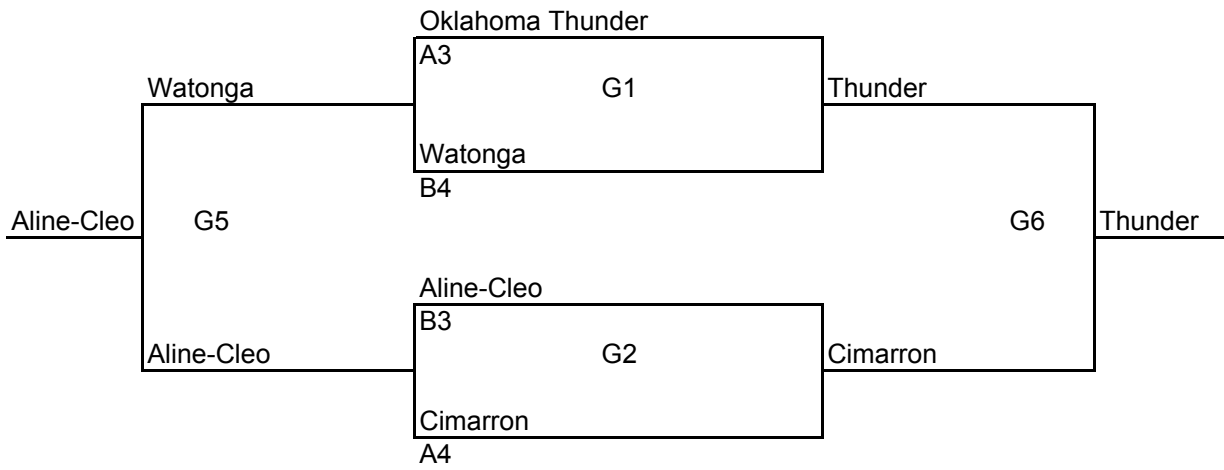 Oklahoma Thunder
A3
Watonga
G1
Thunder
Watonga
B4
Aline-Cleo
G5
G6
Thunder
Aline-Cleo
B3
Aline-Cleo
G2
Cimarron
Cimarron
A4